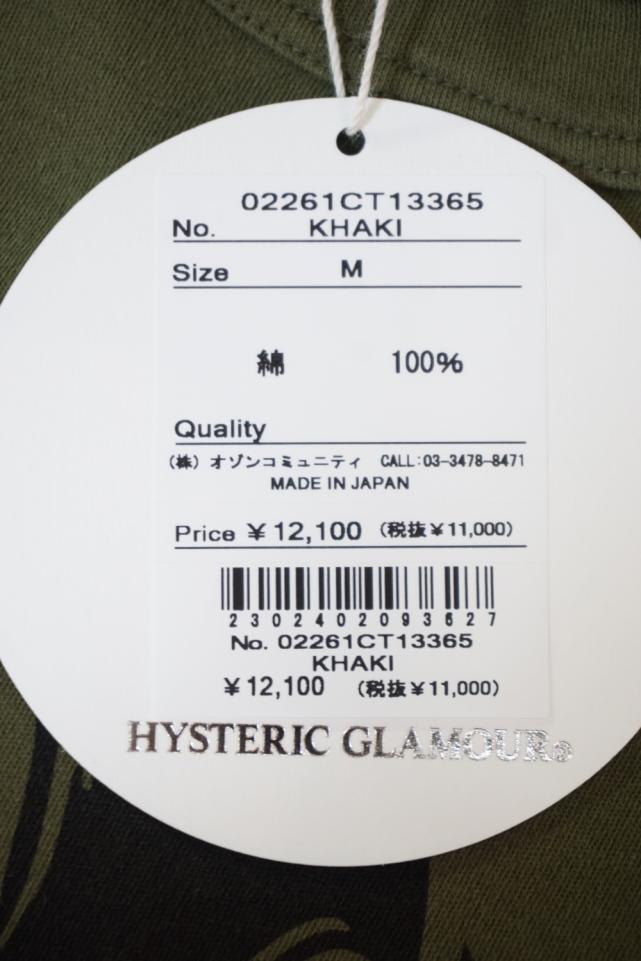 02261CT13365
No. KHAKI
Size M
綿 100%
Quality
（株）オゾンコミュニティ CALL:03-3478-8471
MADE IN JAPAN
Price ¥12,100 （税抜¥11,000）
2302402093627
No. 02261CT13365
KHAKI
¥12,100 （税抜¥11,000）
HYSTERIC GLAMOUR®